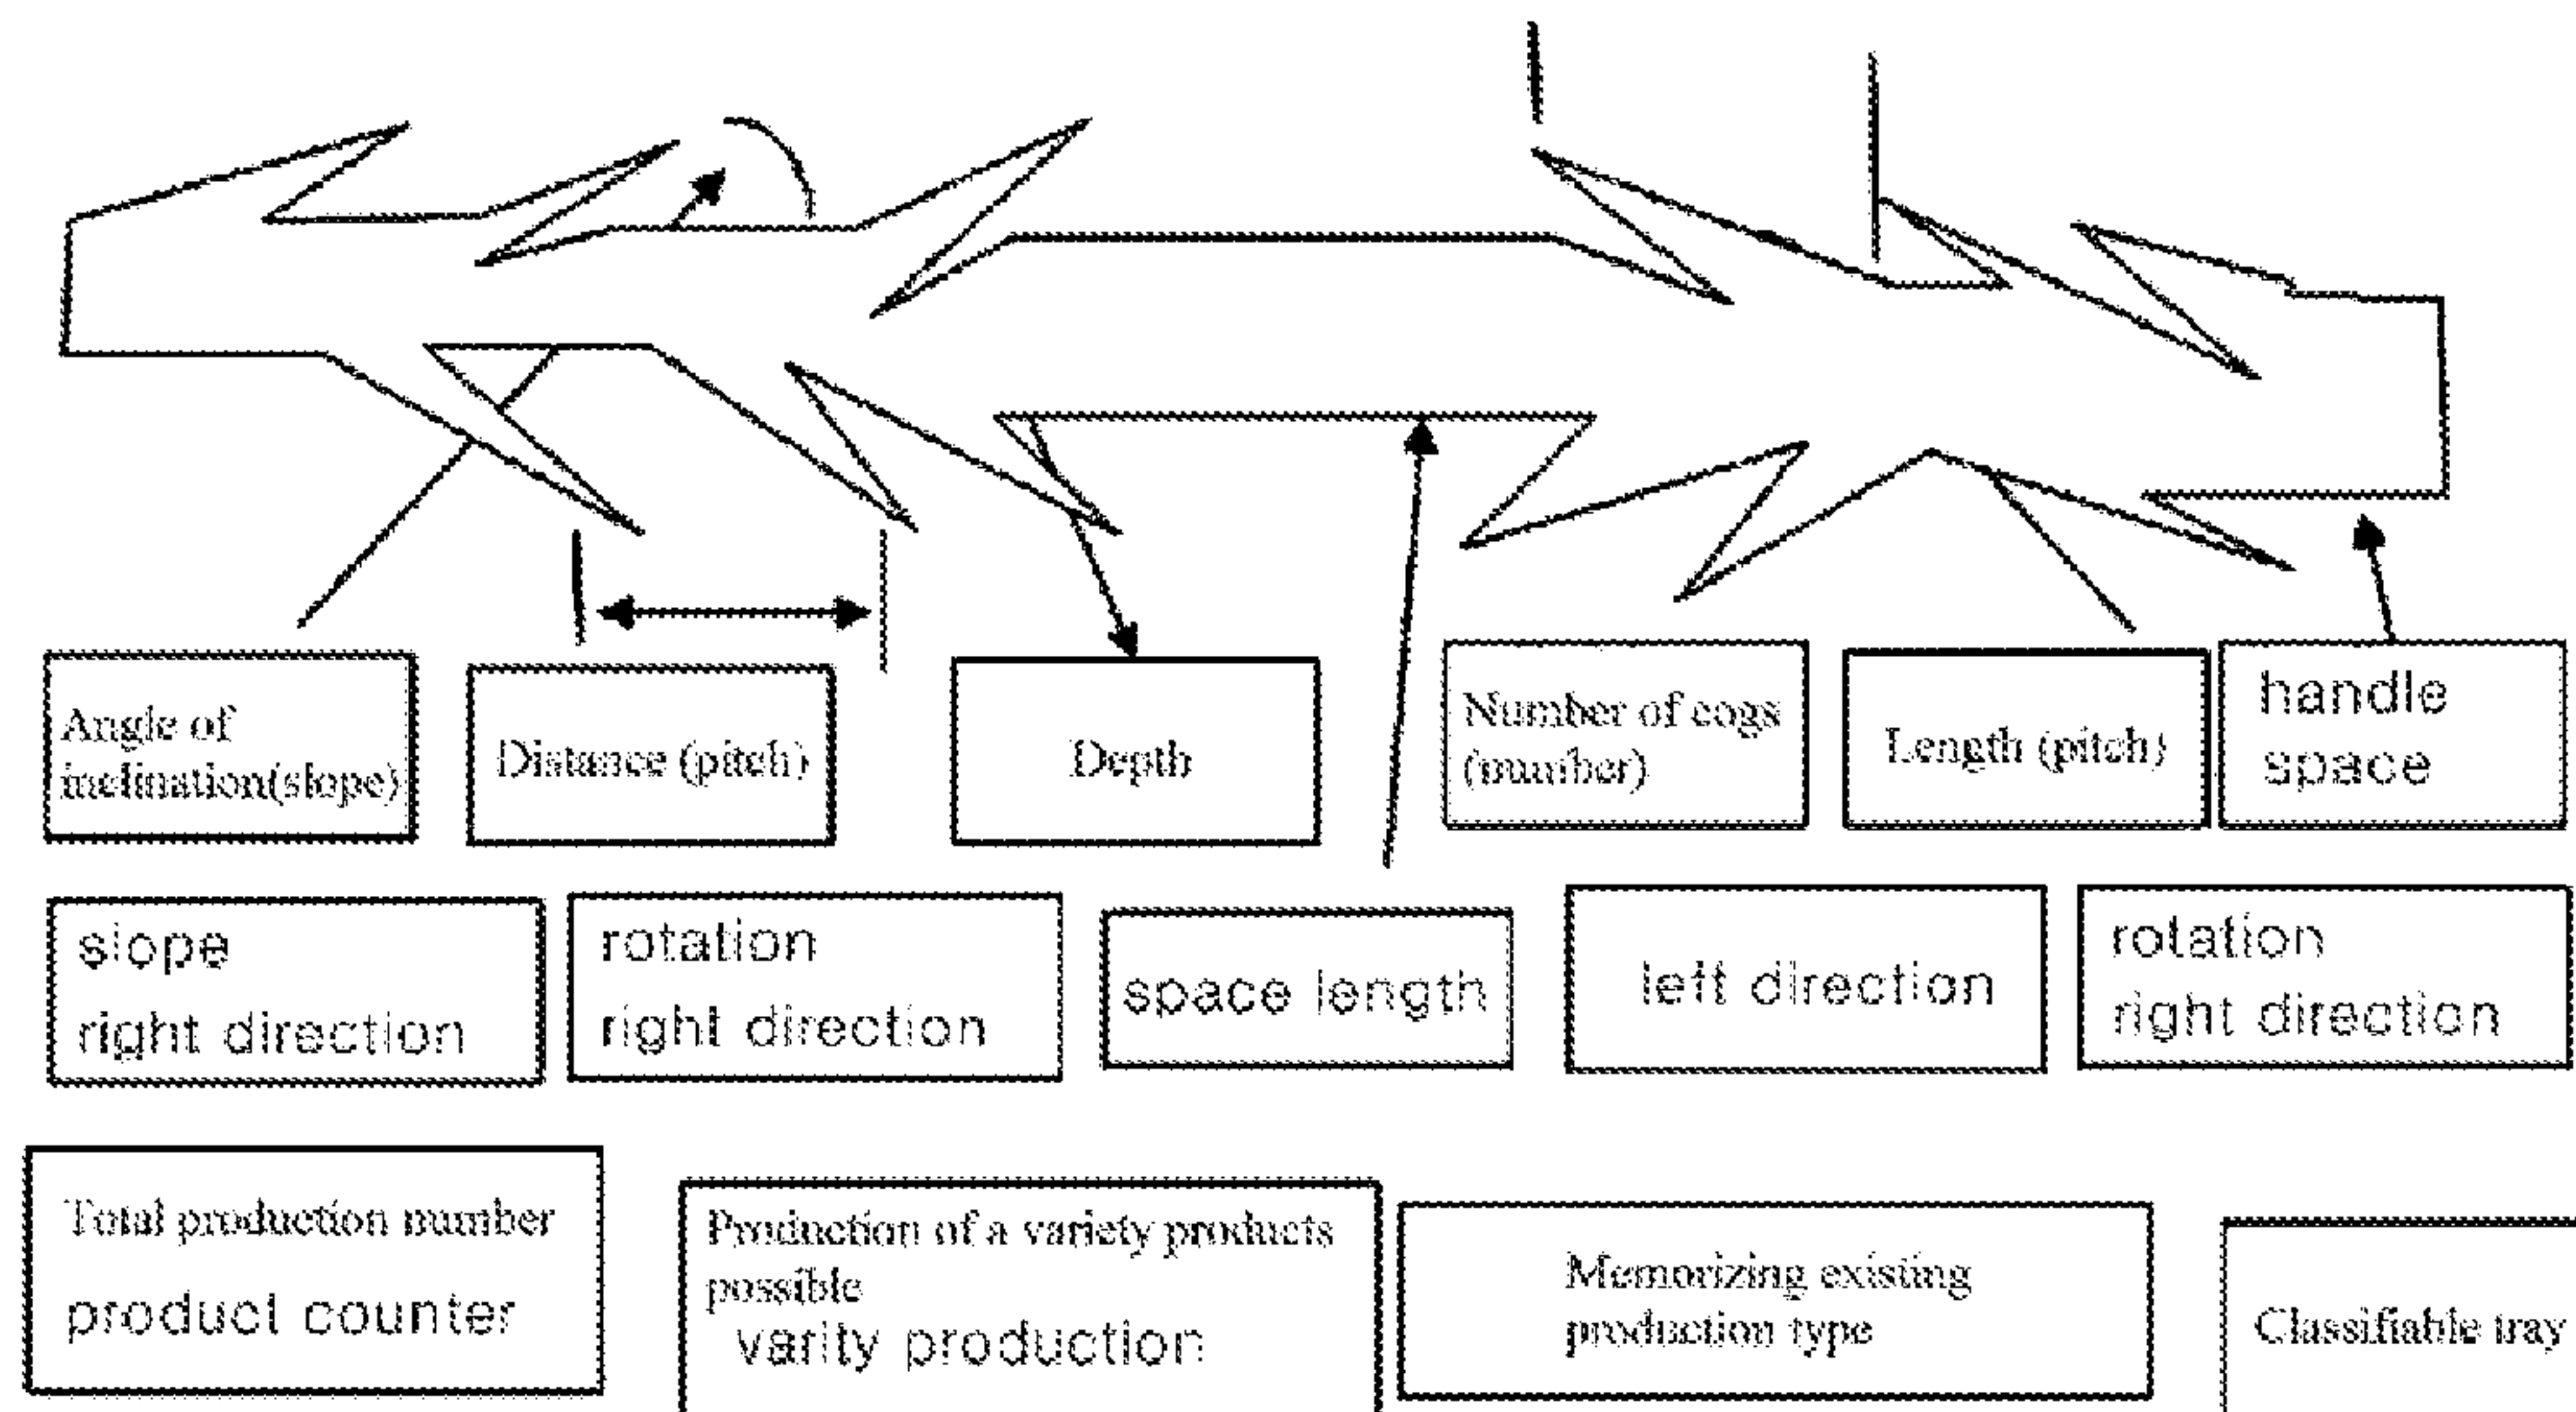 Angle of
inclination(slope)
Distance (pitch)
Depth
Number of cogs
(number)
Length (pitch)
handle
space
slope
right direction
rotation
right direction
space length
left direction
rotation
right direction
Total production number
product counter
Production of a variety products
possible
varity production
Memorizing existing
production type
Classifiable tray